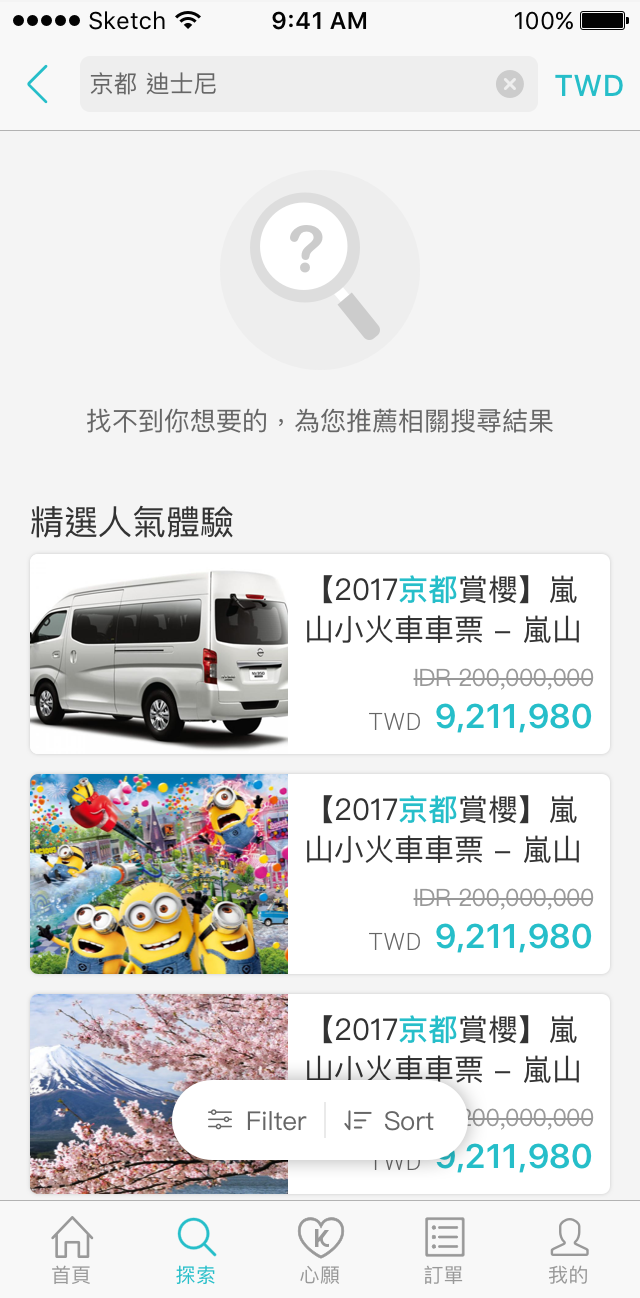 Sketch 9:41 AM 100%
京都 迪士尼 TWD
?
找不到你想要的，為您推薦相關搜尋結果
精選人氣體驗
【2017京都賞櫻】嵐
山小火車車票 – 嵐山
IDR 200,000,000
TWD 9,211,980
【2017京都賞櫻】嵐
山小火車車票 – 嵐山
IDR 200,000,000
TWD 9,211,980
【2017京都賞櫻】嵐
山小火車車票 – 嵐山
200,000,000
Filter Sort
TWD 9,211,980
首頁 探索 心願 訂單 我的